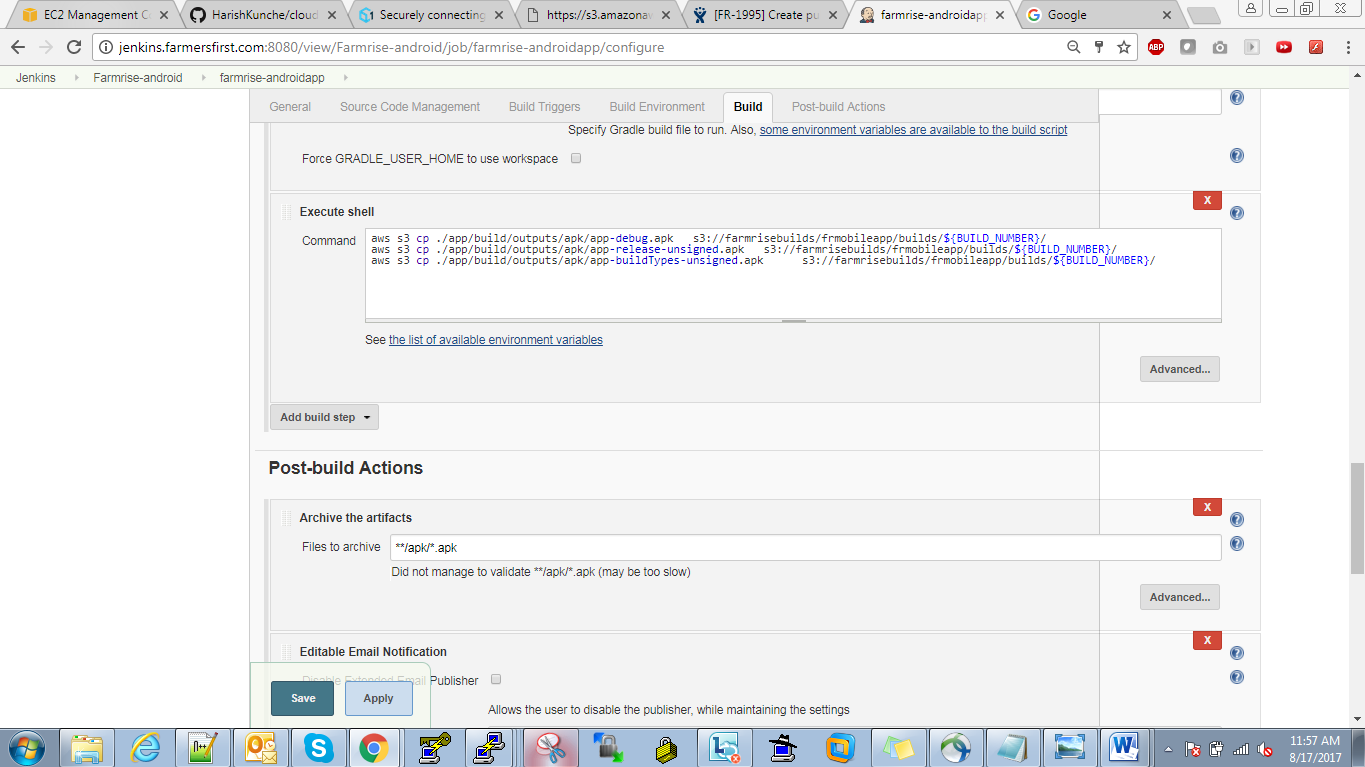 EC2 Management C
HarishKunche/cloud
Securely connecting
https://s3.amazonaw
[FR-1995] Create pu
farmrise-androidapp
Google
jenkins.farmersfirst.com:8080/view/Farmrise-android/job/farmrise-androidapp/configure
ABP
Jenkins
Farmrise-android
farmrise-androidapp
General
Source Code Management
Build Triggers
Build Environment
Build
Post-build Actions
Specify Gradle build file to run. Also, some environment variables are available to the build script
Force GRADLE_USER_HOME to use workspace
X
Execute shell
Command
aws s3 cp ./app/build/outputs/apk/app-debug.apk   s3://farmrisebuilds/frmobileapp/builds/${BUILD_NUMBER}/
aws s3 cp ./app/build/outputs/apk/app-release-unsigned.apk   s3://farmrisebuilds/frmobileapp/builds/${BUILD_NUMBER}/
aws s3 cp ./app/build/outputs/apk/app-buildTypes-unsigned.apk      s3://farmrisebuilds/frmobileapp/builds/${BUILD_NUMBER}/
See the list of available environment variables
Advanced...
Add build step
Post-build Actions
X
Archive the artifacts
Files to archive
**/apk/*.apk
Did not manage to validate **/apk/*.apk (may be too slow)
Advanced...
X
Editable Email Notification
Disable Extended Email Publisher
Save
Apply
Allows the user to disable the publisher, while maintaining the settings
11:57 AM
8/17/2017